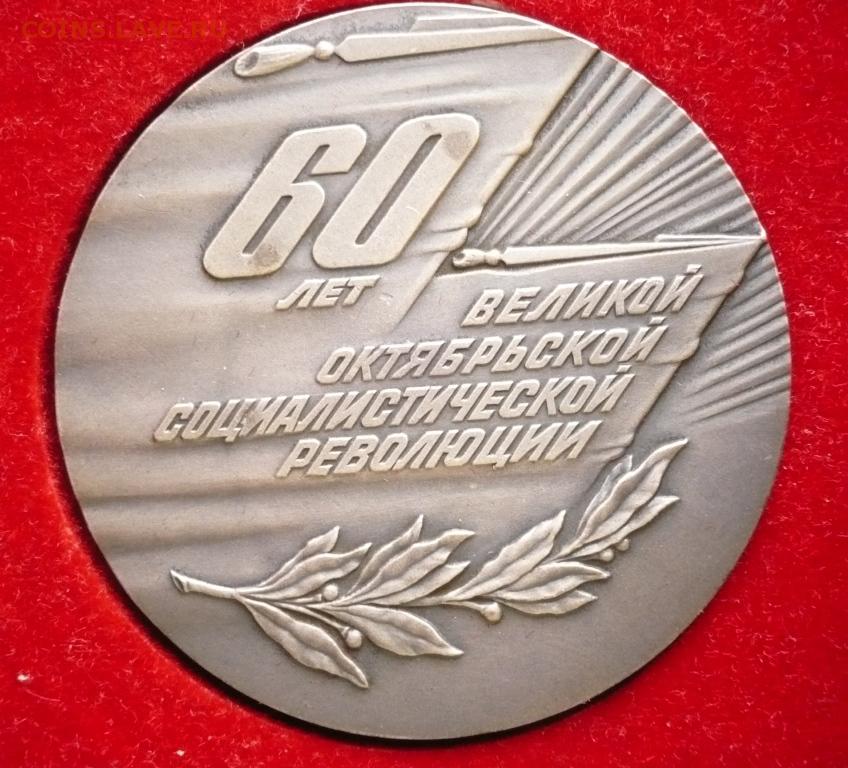 COINS.LAVE.RU
60
ЛЕТ
ВЕЛИКОЙ
ОКТЯБРЬСКОЙ
СОЦИАЛИСТИЧЕСКОЙ
РЕВОЛЮЦИИ